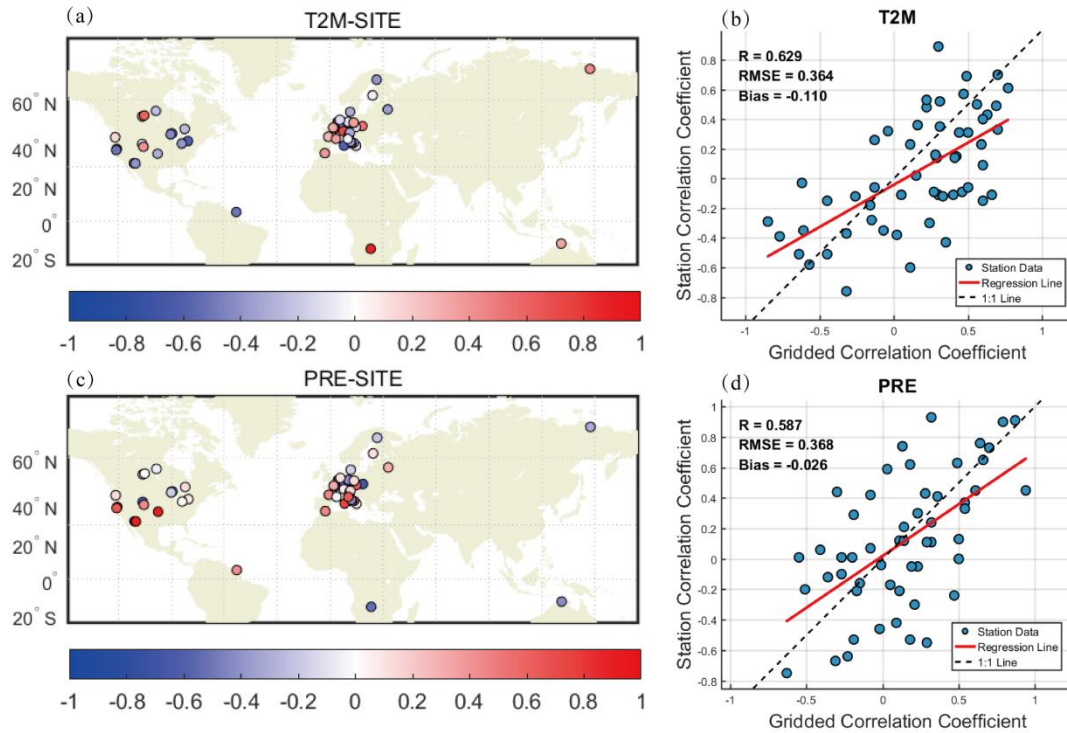 (a)
T2M-SITE
60° N
40° N
20° N
0°
20° S
-1 -0.8 -0.6 -0.4 -0.2 0 0.2 0.4 0.6 0.8 1
(b)
T2M
R = 0.629
RMSE = 0.364
Bias = -0.110
Station Correlation Coefficient
0.8
0.6
0.4
0.2
0
-0.2
-0.4
-0.6
-0.8
Station Data
Regression Line
1:1 Line
-1 -0.5 0 0.5 1
Gridded Correlation Coefficient
(c)
PRE-SITE
60° N
40° N
20° N
0°
20° S
-1 -0.8 -0.6 -0.4 -0.2 0 0.2 0.4 0.6 0.8 1
(d)
PRE
R = 0.587
RMSE = 0.368
Bias = -0.026
Station Correlation Coefficient
1
0.8
0.6
0.4
0.2
0
-0.2
-0.4
-0.6
-0.8
Station Data
Regression Line
1:1 Line
-1 -0.5 0 0.5 1
Gridded Correlation Coefficient